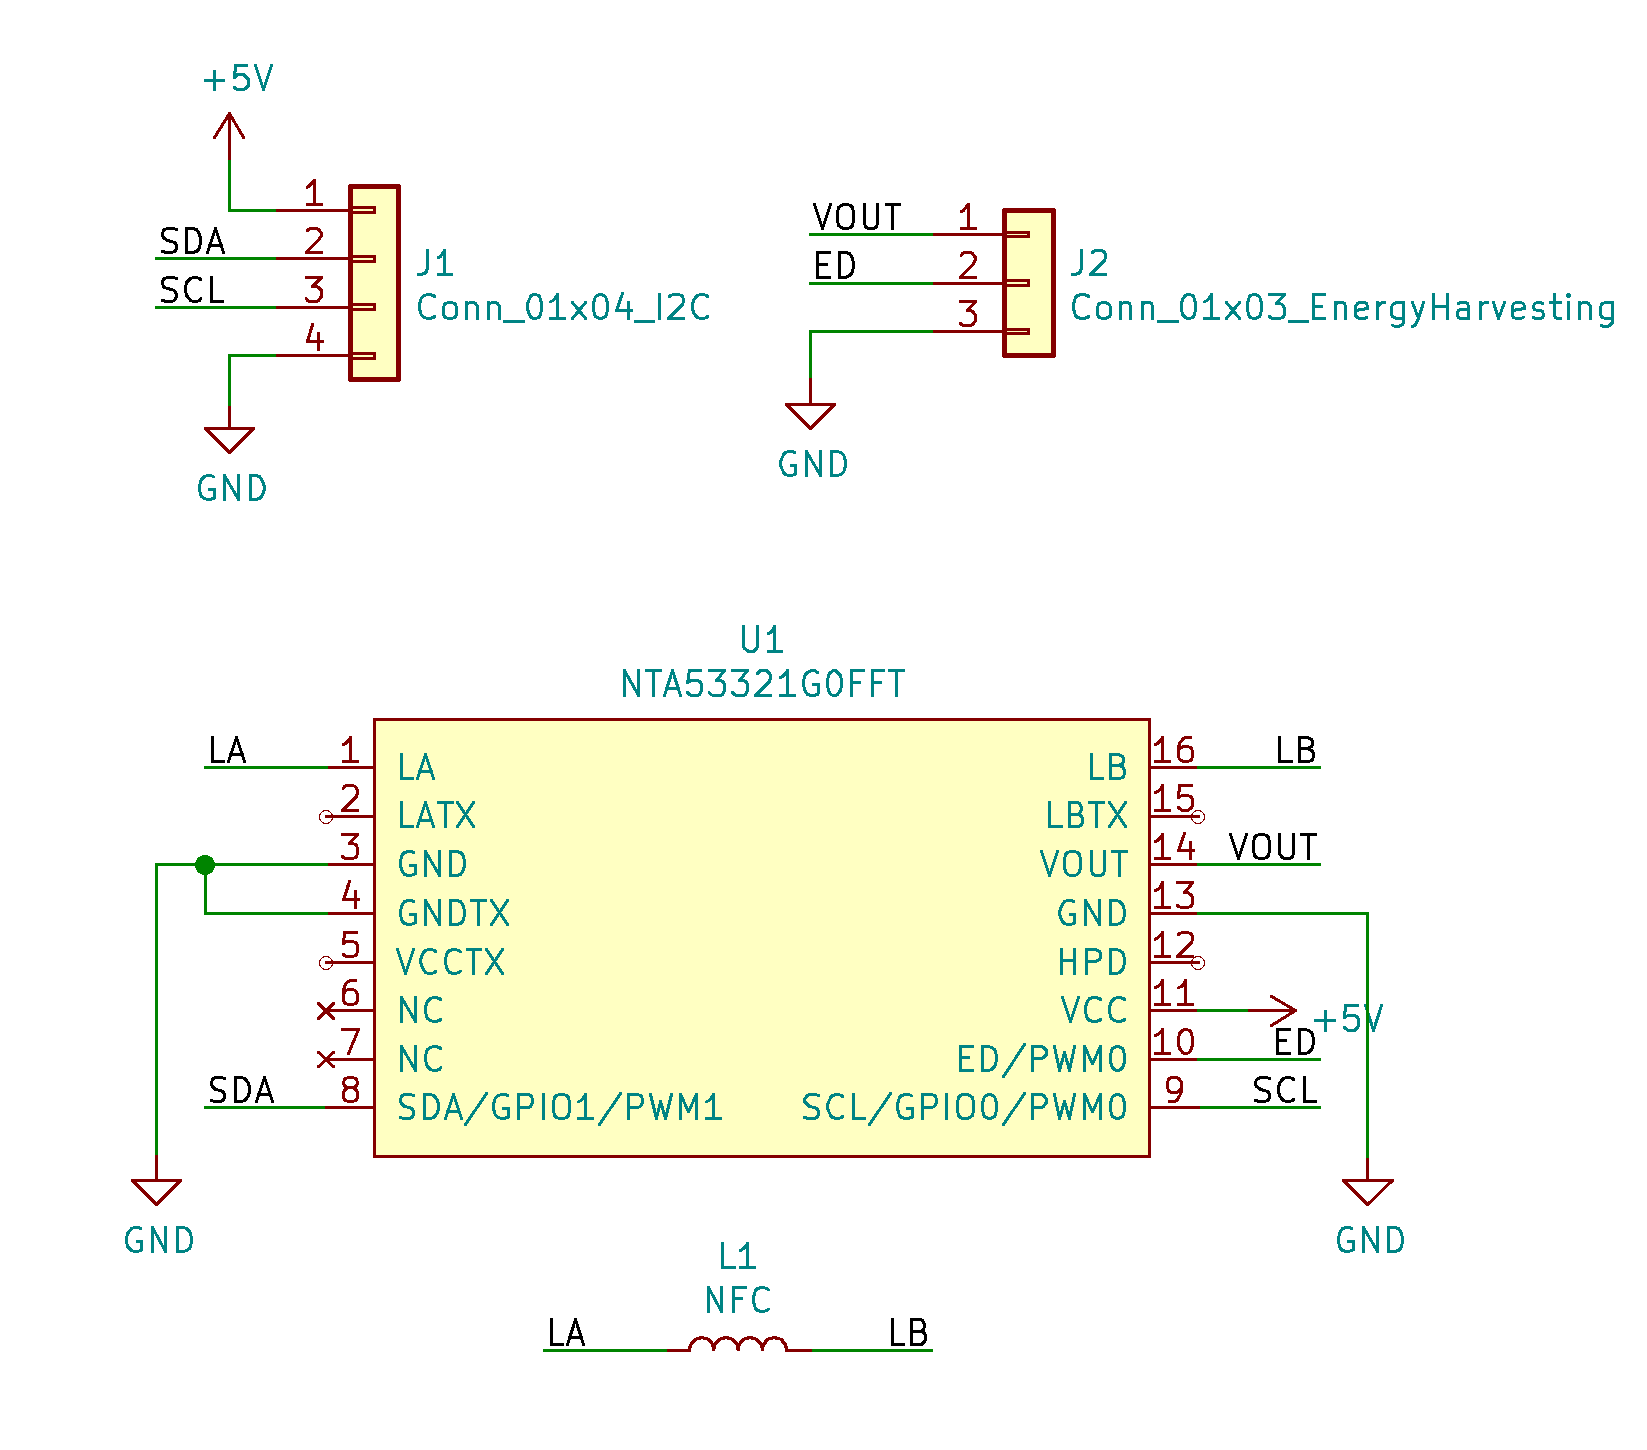 +5V
1
SDA
2
SCL
3
4
J1
Conn_01x04_I2C
GND
VOUT
1
ED
2
3
J2
Conn_01x03_EnergyHarvesting
GND
U1
NTA53321G0FFT
LA
1
LA
LB
16
LB
2
LATX
LBTX
15
3
GND
VOUT
14
VOUT
4
GNDTX
GND
13
5
VCCTX
HPD
12
6
NC
VCC
11
+5V
7
NC
ED/PWM0
10
ED
SDA
8
SDA/GPIO1/PWM1
SCL/GPIO0/PWM0
9
SCL
GND
GND
L1
NFC
LA
LB